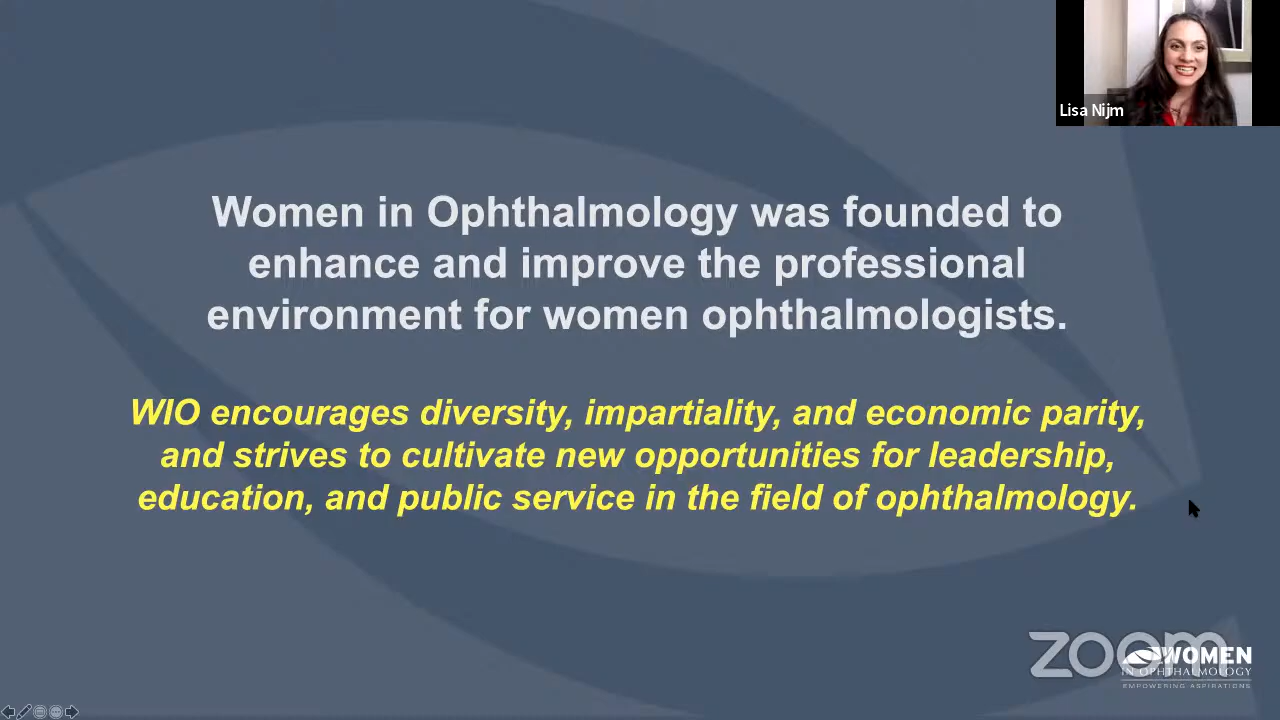 Lisa Nijm
Women in Ophthalmology was founded to
enhance and improve the professional
environment for women ophthalmologists.
WIO encourages diversity, impartiality, and economic parity,
and strives to cultivate new opportunities for leadership,
education, and public service in the field of ophthalmology.
zoom
WOMEN
IN OPHTHALMOLOGY
EMPOWERING ASPIRATIONS